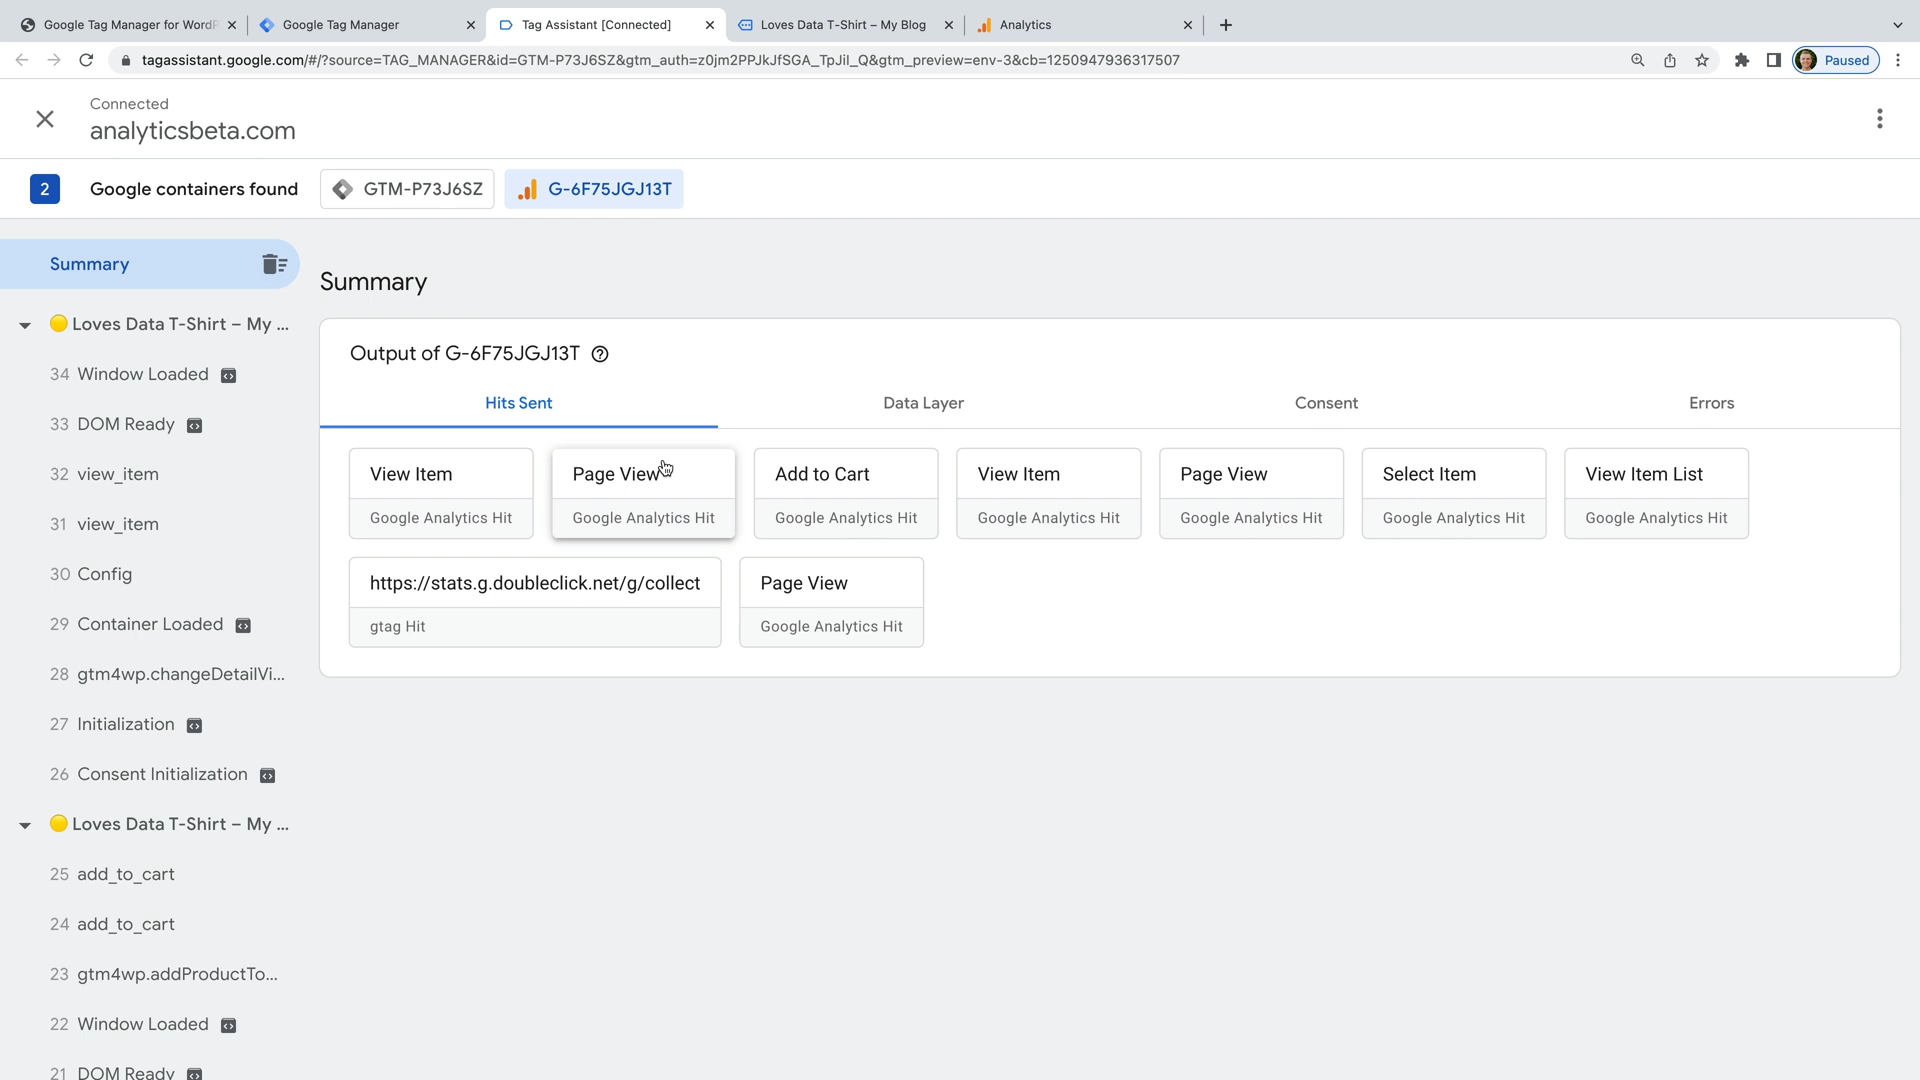 Google Tag Manager for WordP
Google Tag Manager
Tag Assistant [Connected]
Loves Data T-Shirt – My Blog
Analytics
tagassistant.google.com/#/?source=TAG_MANAGER&id=GTM-P73J6SZ&gtm_auth=z0jm2PPJkJfSGA_TpJil_Q&gtm_preview=env-3&cb=1250947936317507
Paused
Connected
analyticsbeta.com
2 Google containers found GTM-P73J6SZ G-6F75JGJ13T
Summary
Loves Data T-Shirt – My ...
34 Window Loaded
33 DOM Ready
32 view_item
31 view_item
30 Config
29 Container Loaded
28 gtm4wp.changeDetailVi...
27 Initialization
26 Consent Initialization
Loves Data T-Shirt – My ...
25 add_to_cart
24 add_to_cart
23 gtm4wp.addProductTo...
22 Window Loaded
21 DOM Ready
Summary
Output of G-6F75JGJ13T
Hits Sent Data Layer Consent Errors
View Item
Google Analytics Hit
Page View
Google Analytics Hit
Add to Cart
Google Analytics Hit
View Item
Google Analytics Hit
Page View
Google Analytics Hit
Select Item
Google Analytics Hit
View Item List
Google Analytics Hit
https://stats.g.doubleclick.net/g/collect
gtag Hit
Page View
Google Analytics Hit